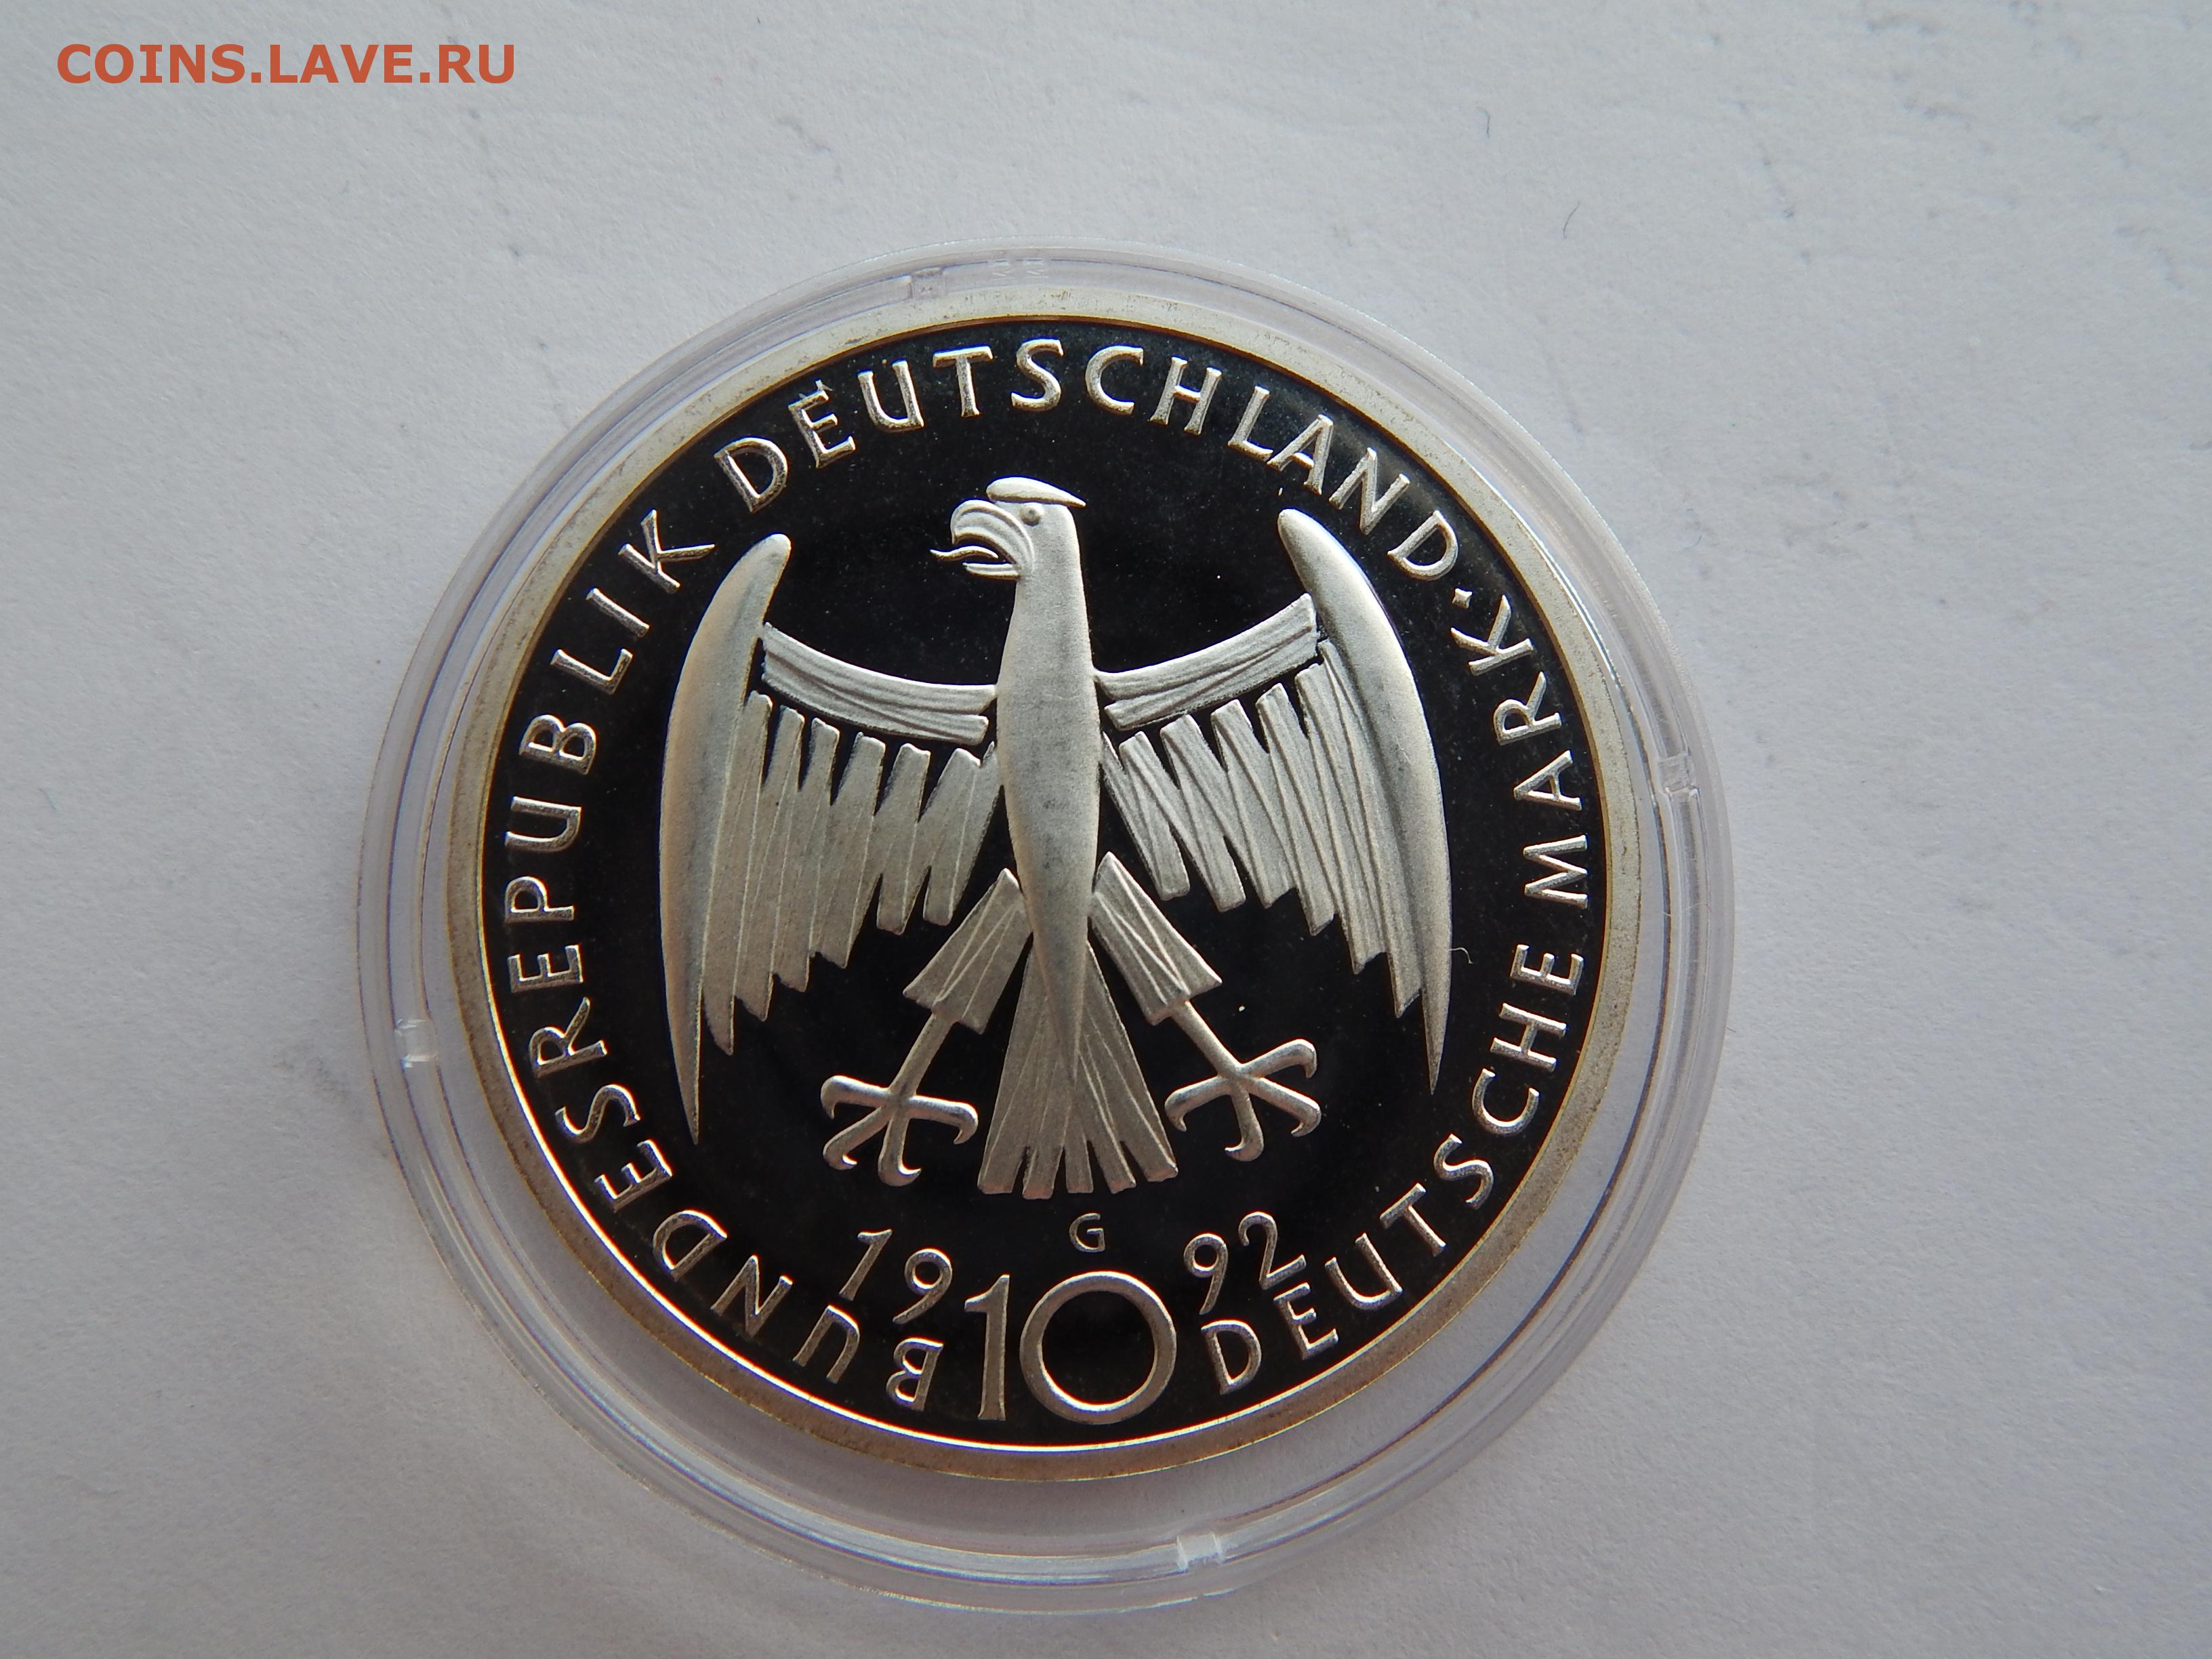 COINS.LAVE.RU
BUNDESREPUBLIK DEUTSCHLAND·
DEUTSCHE MARK·
G
19 92
10